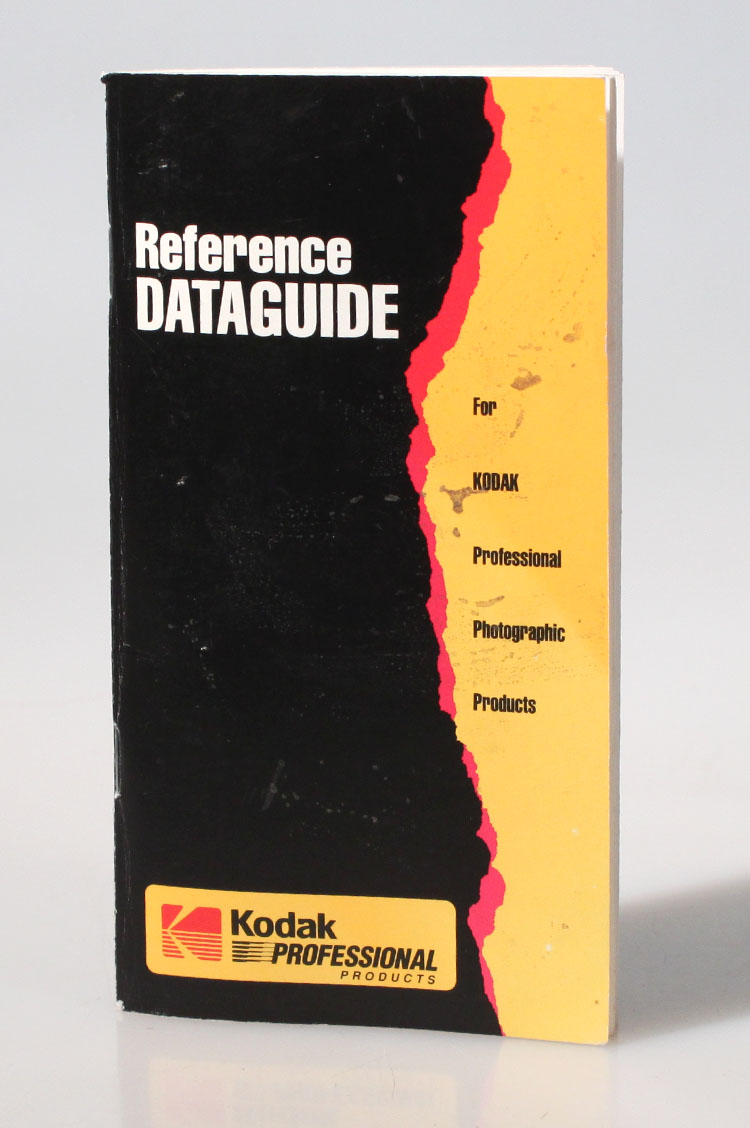 Reference
DATAGUIDE
For
KODAK
Professional
Photographic
Products
Kodak
PROFESSIONAL
PRODUCTS